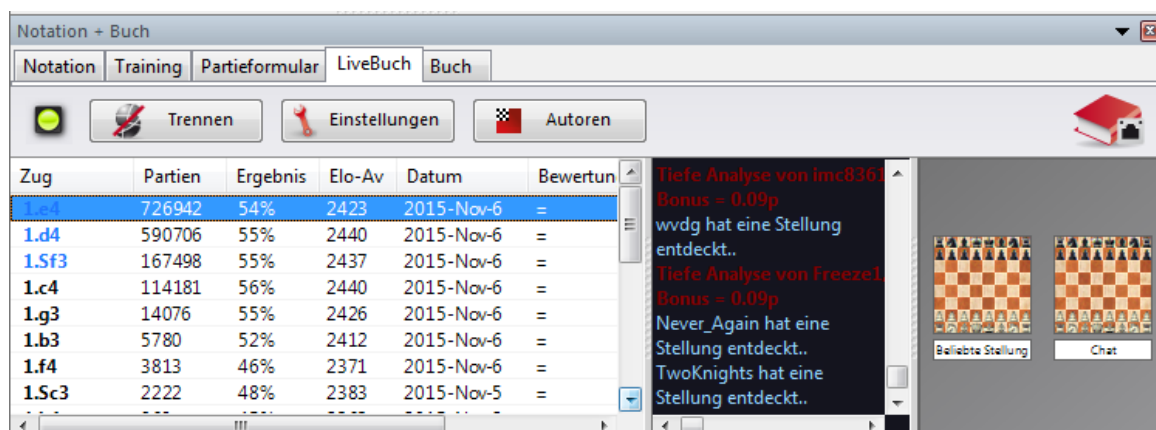 Notation + Buch
Notation Training Partieformular LiveBuch Buch
Trennen Einstellungen Autoren
Zug Partien Ergebnis Elo-Av Datum Bewertun
1.e4 726942 54% 2423 2015-Nov-6 =
1.d4 590706 55% 2440 2015-Nov-6 =
1.Sf3 167498 55% 2437 2015-Nov-6 =
1.c4 114181 56% 2440 2015-Nov-6 =
1.g3 14076 55% 2426 2015-Nov-6 =
1.b3 5780 52% 2412 2015-Nov-6 =
1.f4 3813 46% 2371 2015-Nov-6 =
1.Sc3 2222 48% 2383 2015-Nov-5 =
Tiefe Analyse von imc8361
Bonus = 0.09p
wvdg hat eine Stellung
entdeckt..
Tiefe Analyse von Freeze1
Bonus = 0.09p
Never_Again hat eine
Stellung entdeckt..
TwoKnights hat eine
Stellung entdeckt..
Beliebte Stellung
Chat